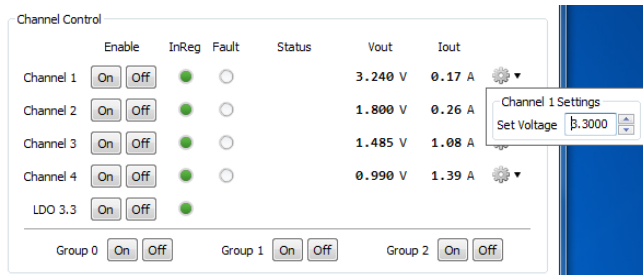 Channel Control
Enable InReg Fault Status Vout Iout
Channel 1 On Off 3.240 V 0.17 A
Channel 1 Settings
Set Voltage 3.3000
Channel 2 On Off 1.800 V 0.26 A
Channel 3 On Off 1.485 V 1.08 A
Channel 4 On Off 0.990 V 1.39 A
LDO 3.3 On Off
Group 0 On Off Group 1 On Off Group 2 On Off